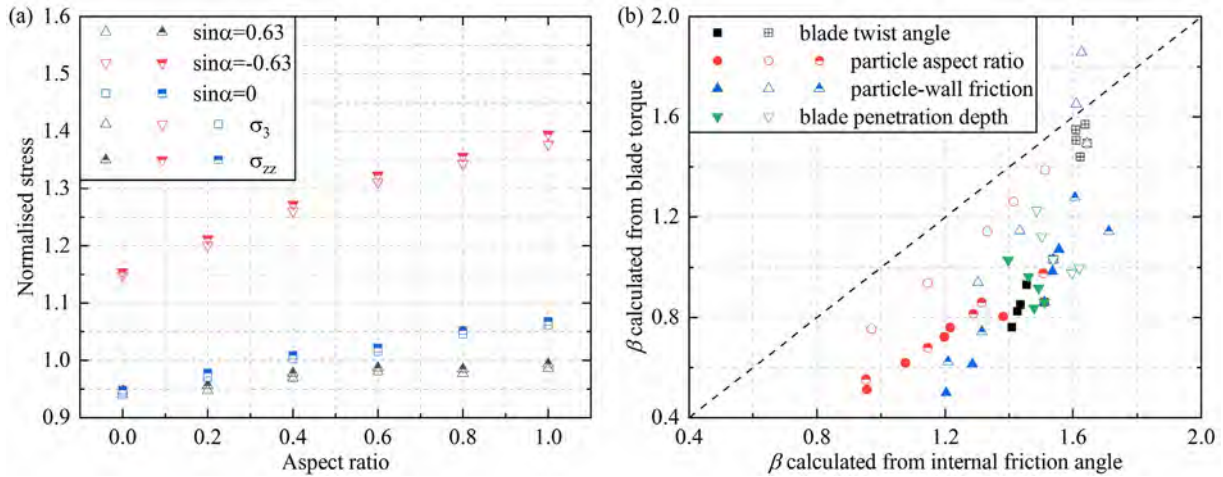 (a)
sinα=0.63
sinα=-0.63
sinα=0
σ3
σzz
Normalised stress
1.6
1.5
1.4
1.3
1.2
1.1
1.0
0.9
0.0 0.2 0.4 0.6 0.8 1.0
Aspect ratio
(b)
blade twist angle
particle aspect ratio
particle-wall friction
blade penetration depth
β calculated from blade torque
2.0
1.6
1.2
0.8
0.4
0.4 0.8 1.2 1.6 2.0
β calculated from internal friction angle